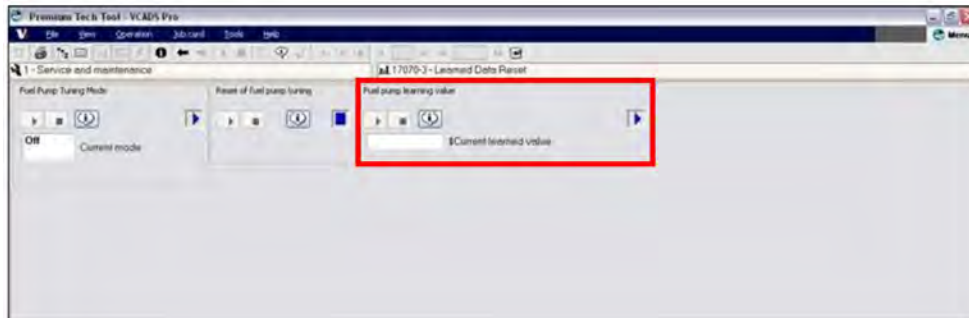 Premium Tech Tool - VCADS Pro
V File View Operation Jobcard Tools Help
Menu
1 - Service and maintenance
17070-3 - Learned Data Reset
Fuel Pump Tuning Mode
Reset of fuel pump tuning
Fuel pump learning value
Off
Current mode
$Current learned value